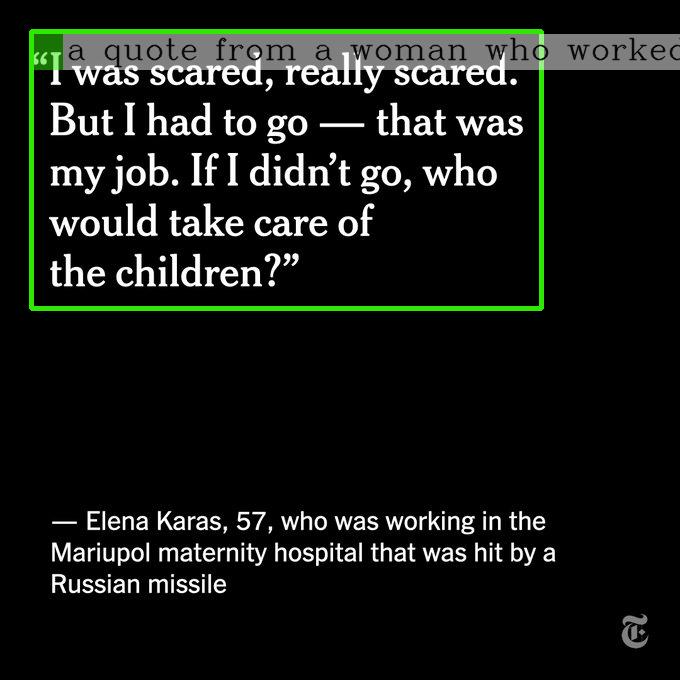 a quote from a woman who worked
“I was scared, really scared.
But I had to go — that was
my job. If I didn’t go, who
would take care of
the children?”
— Elena Karas, 57, who was working in the
Mariupol maternity hospital that was hit by a
Russian missile
T